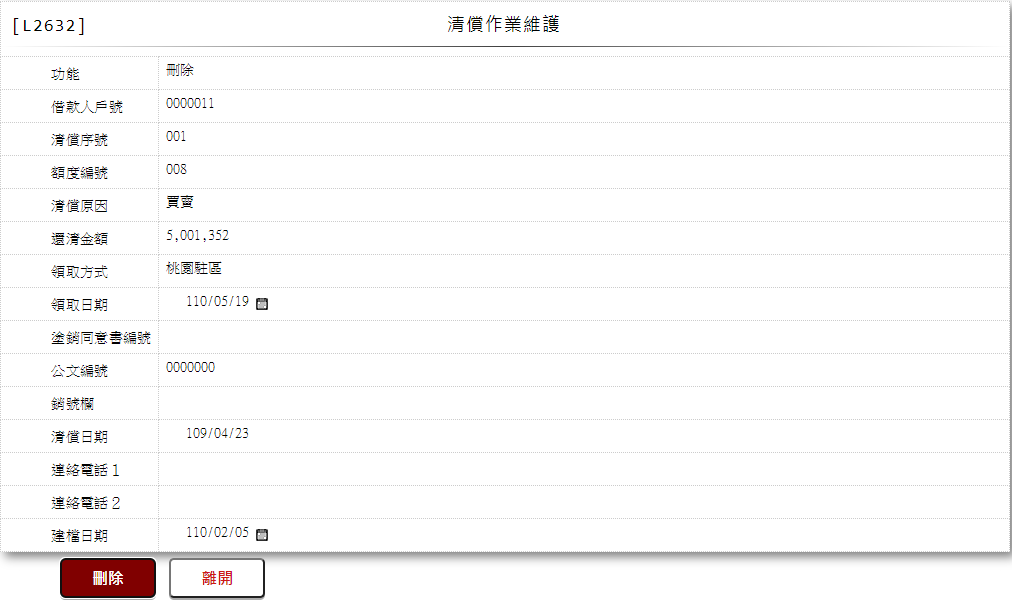 [L2632] 清償作業維護
功能 刪除
借款人戶號 0000011
清償序號 001
額度編號 008
清償原因 買賣
還清金額 5,001,352
領取方式 桃園駐區
領取日期 110/05/19
塗銷同意書編號
公文編號 0000000
銷號欄
清償日期 109/04/23
連絡電話１
連絡電話２
建檔日期 110/02/05
刪除 離開